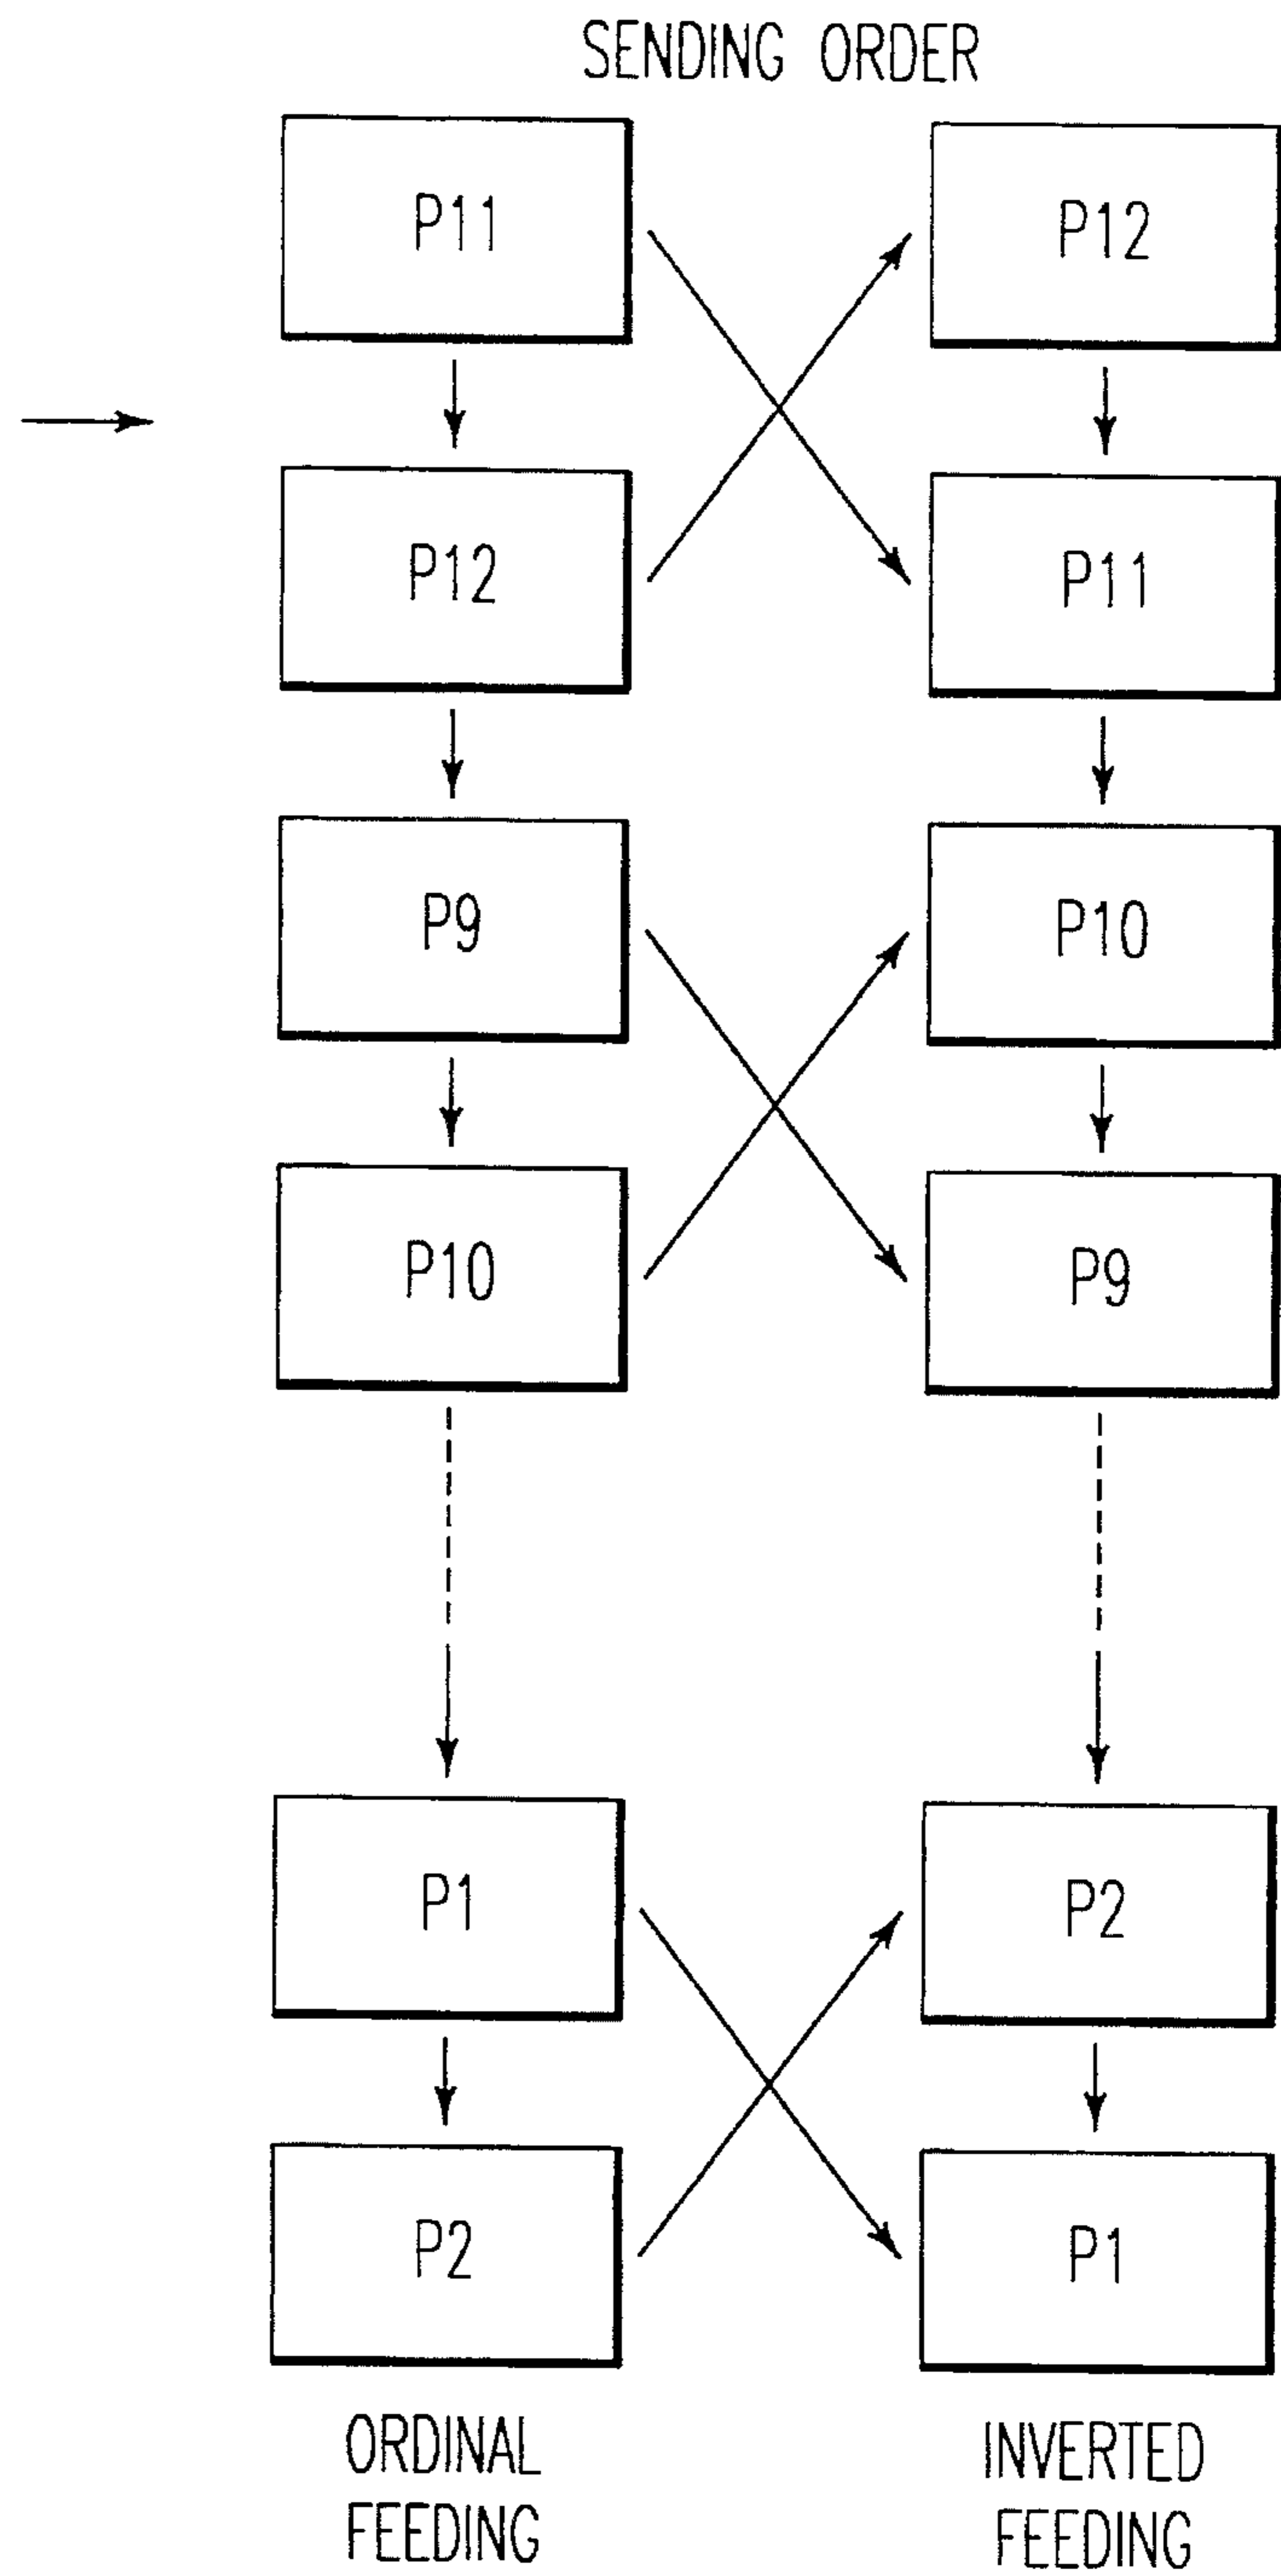 SENDING ORDER
P11
P12
P12
P11
P9
P10
P10
P9
P1
P2
P2
P1
ORDINAL
FEEDING
INVERTED
FEEDING